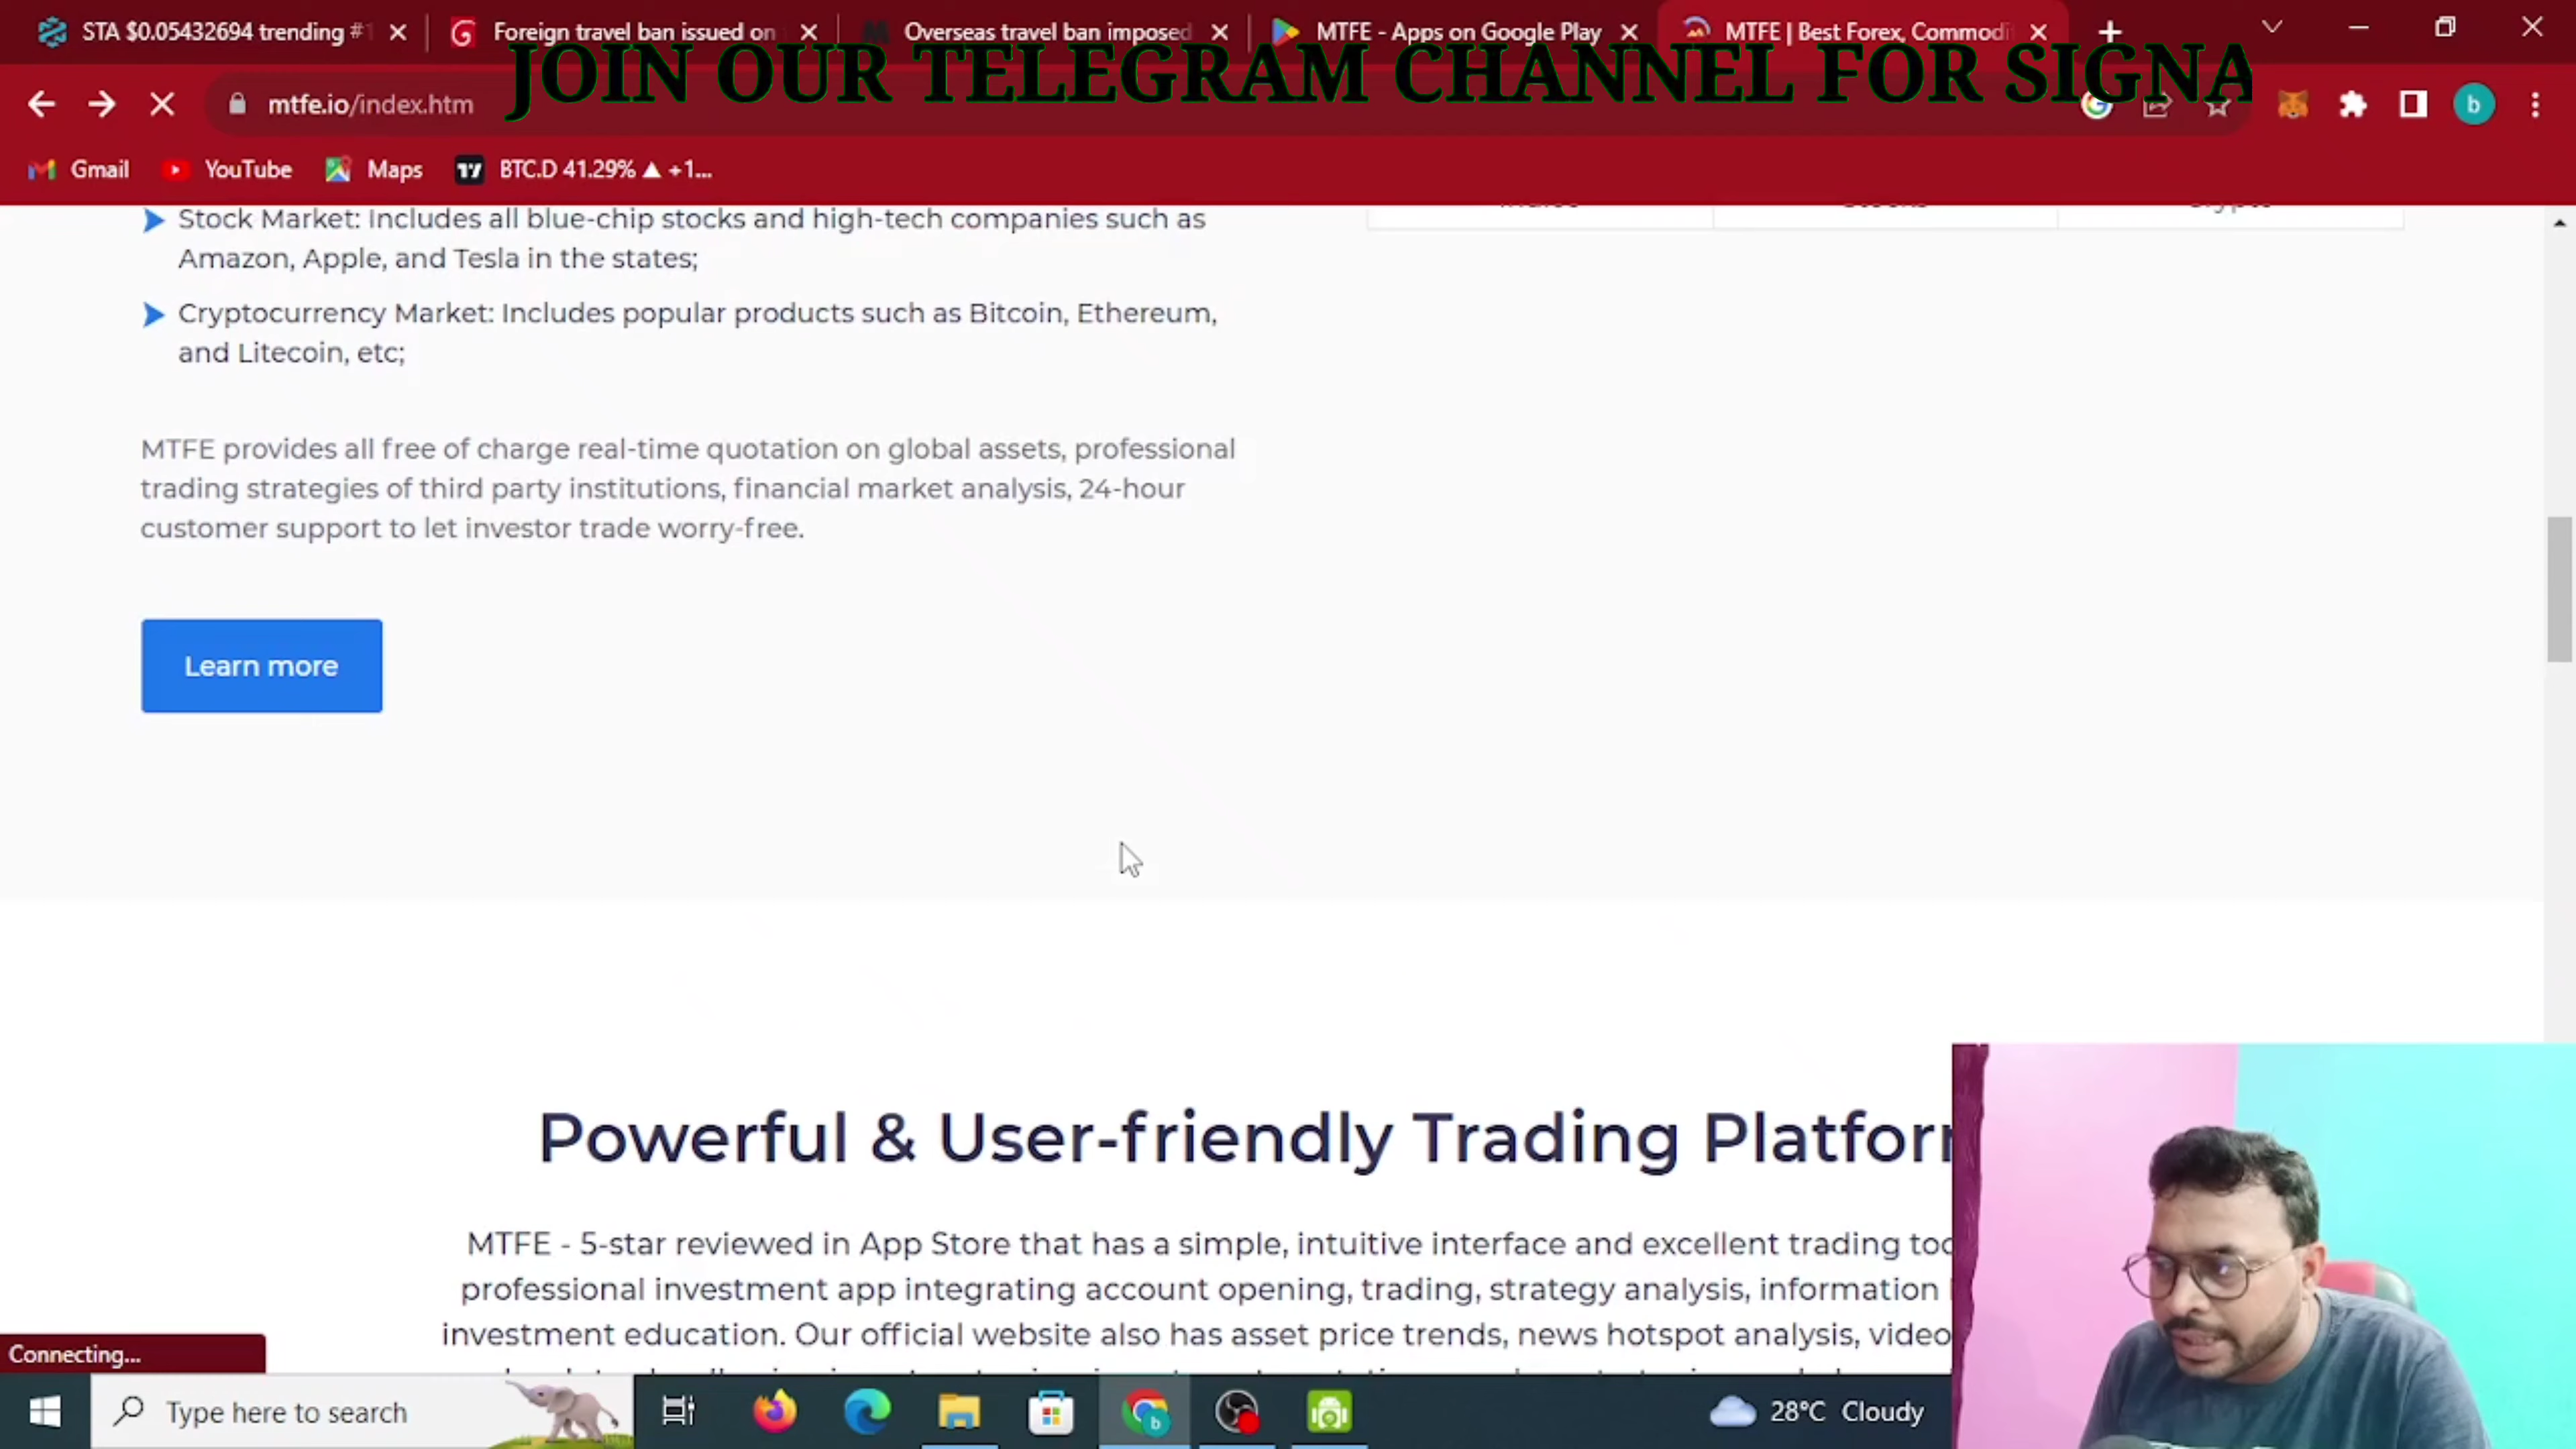 STA $0.05432694 trending #1
Foreign travel ban issued on
Overseas travel ban imposed
MTFE - Apps on Google Play
MTFE | Best Forex, Commodi
JOIN OUR TELEGRAM CHANNEL FOR SIGNA
mtfe.io/index.htm
b
Gmail
YouTube
Maps
BTC.D 41.29% ▲ +1...
Stock Market: Includes all blue-chip stocks and high-tech companies such as
Amazon, Apple, and Tesla in the states;
Cryptocurrency Market: Includes popular products such as Bitcoin, Ethereum,
and Litecoin, etc;
MTFE provides all free of charge real-time quotation on global assets, professional
trading strategies of third party institutions, financial market analysis, 24-hour
customer support to let investor trade worry-free.
Learn more
Powerful & User-friendly Trading Platfor
MTFE - 5-star reviewed in App Store that has a simple, intuitive interface and excellent trading too
professional investment app integrating account opening, trading, strategy analysis, information
investment education. Our official website also has asset price trends, news hotspot analysis, video
Connecting...
Type here to search
b
28°C Cloudy